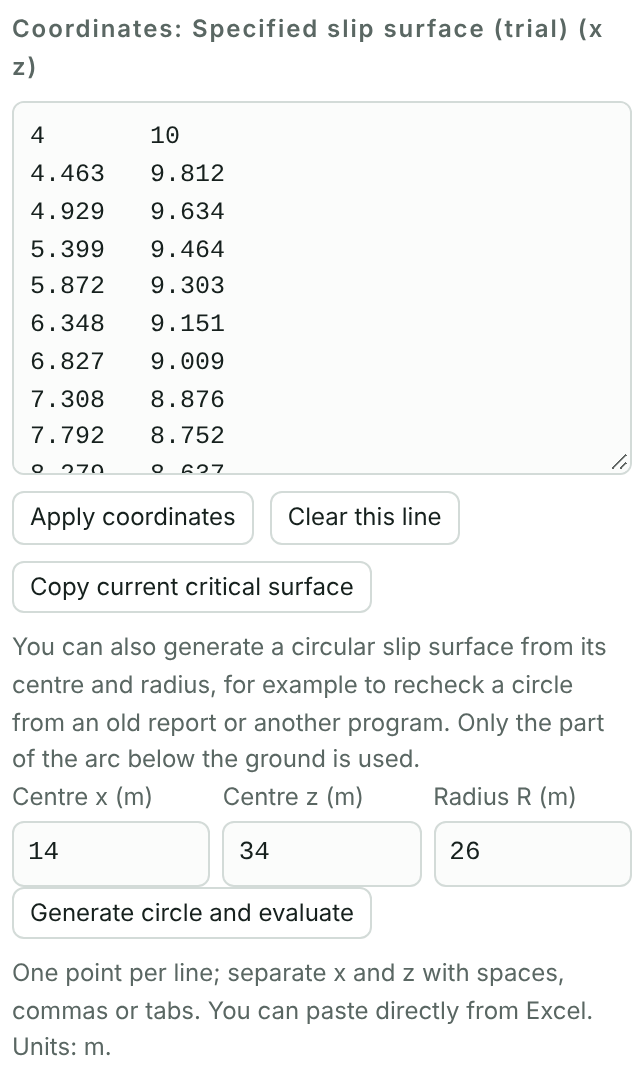 Coordinates: Specified slip surface (trial) (x
z)
4 10
4.463 9.812
4.929 9.634
5.399 9.464
5.872 9.303
6.348 9.151
6.827 9.009
7.308 8.876
7.792 8.752
8.279 8.637
Apply coordinates Clear this line
Copy current critical surface
You can also generate a circular slip surface from its
centre and radius, for example to recheck a circle
from an old report or another program. Only the part
of the arc below the ground is used.
Centre x (m) Centre z (m) Radius R (m)
14 34 26
Generate circle and evaluate
One point per line; separate x and z with spaces,
commas or tabs. You can paste directly from Excel.
Units: m.